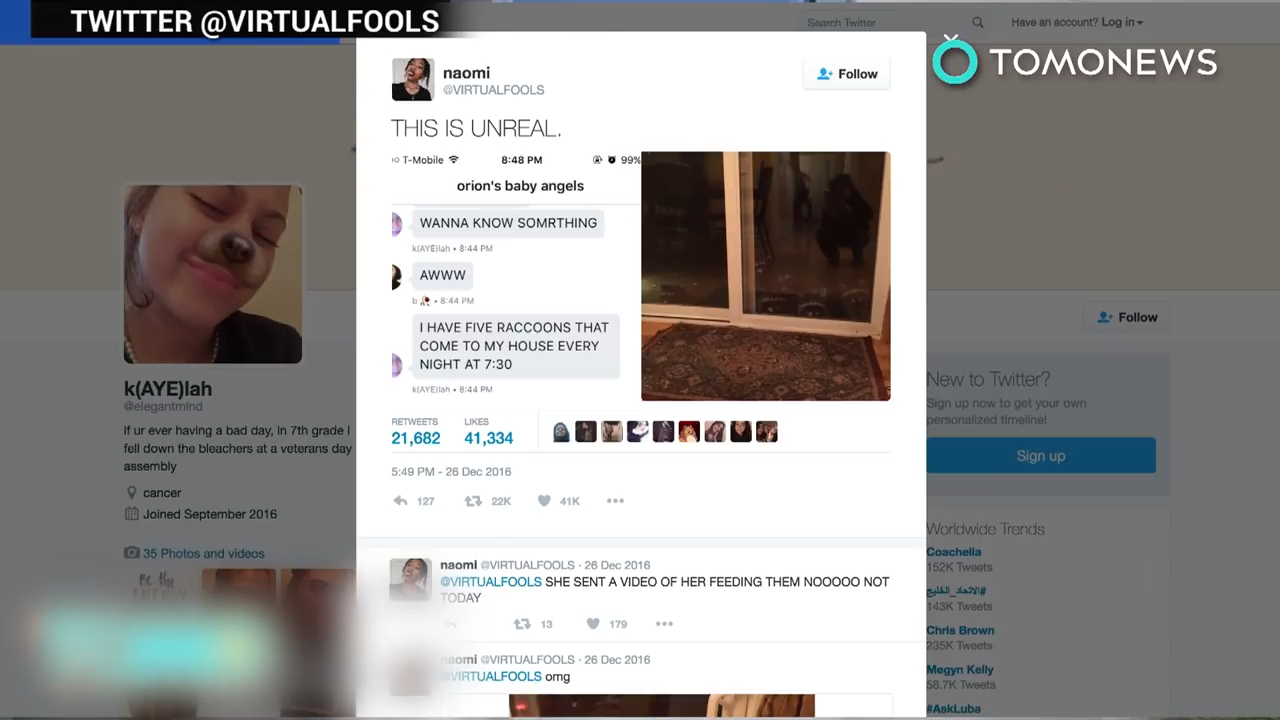 TWITTER @VIRTUALFOOLS
Search Twitter
Have an account? Log in
TOMONEWS
naomi
@VIRTUALFOOLS
Follow
THIS IS UNREAL.
T-Mobile
8:48 PM
99%
orion's baby angels
WANNA KNOW SOMRTHING
k(AYE)lah • 8:44 PM
AWWW
b 🥀 • 8:44 PM
I HAVE FIVE RACCOONS THAT
COME TO MY HOUSE EVERY
NIGHT AT 7:30
k(AYE)lah • 8:44 PM
RETWEETS
21,682
LIKES
41,334
5:49 PM - 26 Dec 2016
127
22K
41K
naomi @VIRTUALFOOLS · 26 Dec 2016
@VIRTUALFOOLS SHE SENT A VIDEO OF HER FEEDING THEM NOOOOO NOT
TODAY
13
179
naomi @VIRTUALFOOLS · 26 Dec 2016
@VIRTUALFOOLS omg
k(AYE)lah
@elegantmind
if ur ever having a bad day, in 7th grade I
fell down the bleachers at a veterans day
assembly
cancer
Joined September 2016
35 Photos and videos
Be the
ENERGY
Follow
New to Twitter?
Sign up now to get your own
personalized timeline!
Sign up
Worldwide Trends
Coachella
152K Tweets
#الاتحاد_الخليج
143K Tweets
Chris Brown
235K Tweets
Megyn Kelly
58.7K Tweets
#AskLuba